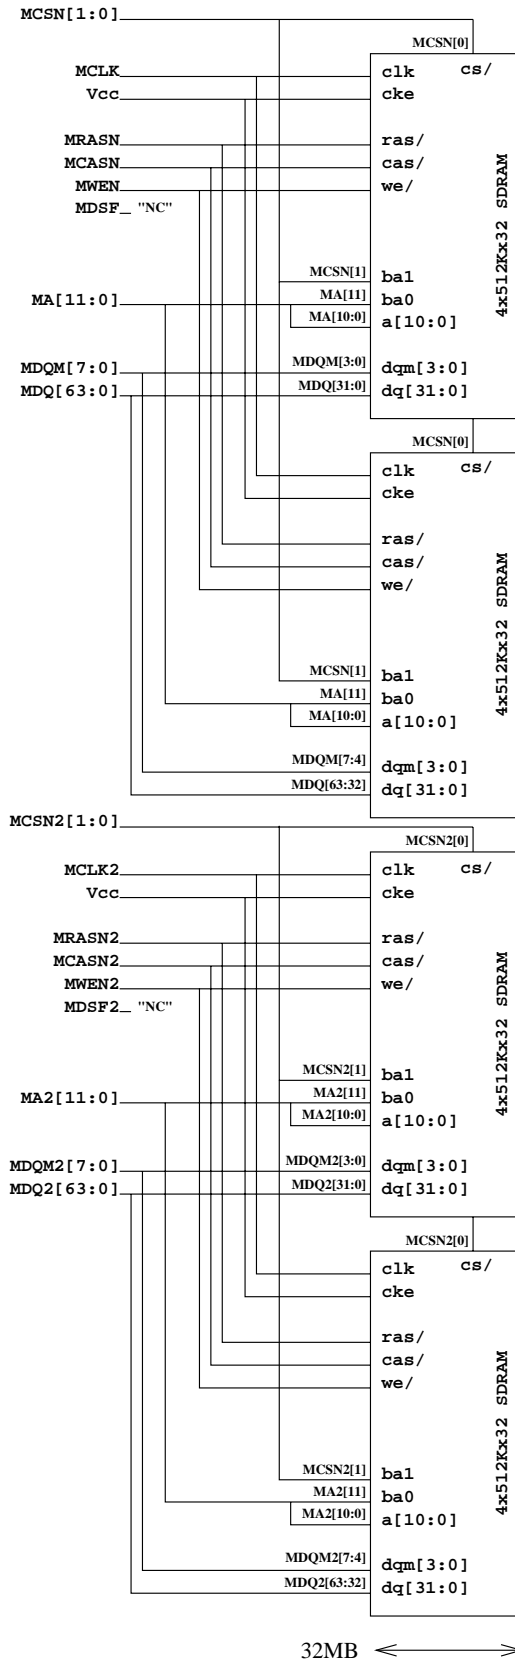 MCSN[1:0]
MCSN[0]
MCLK clk cs/
Vcc cke
MRASN ras/
MCASN cas/
MWEN we/
MDSF "NC"
4x512Kx32 SDRAM
MCSN[1] ba1
MA[11:0] MA[11] ba0
MA[10:0] a[10:0]
MDQM[7:0] MDQM[3:0] dqm[3:0]
MDQ[63:0] MDQ[31:0] dq[31:0]
MCSN[0]
clk cs/
cke
ras/
cas/
we/
4x512Kx32 SDRAM
MCSN[1] ba1
MA[11] ba0
MA[10:0] a[10:0]
MDQM[7:4] dqm[3:0]
MDQ[63:32] dq[31:0]
MCSN2[1:0]
MCSN2[0]
MCLK2 clk cs/
Vcc cke
MRASN2 ras/
MCASN2 cas/
MWEN2 we/
MDSF2 "NC"
4x512Kx32 SDRAM
MCSN2[1] ba1
MA2[11:0] MA2[11] ba0
MA2[10:0] a[10:0]
MDQM2[7:0] MDQM2[3:0] dqm[3:0]
MDQ2[63:0] MDQ2[31:0] dq[31:0]
MCSN2[0]
clk cs/
cke
ras/
cas/
we/
4x512Kx32 SDRAM
MCSN2[1] ba1
MA2[11] ba0
MA2[10:0] a[10:0]
MDQM2[7:4] dqm[3:0]
MDQ2[63:32] dq[31:0]
32MB